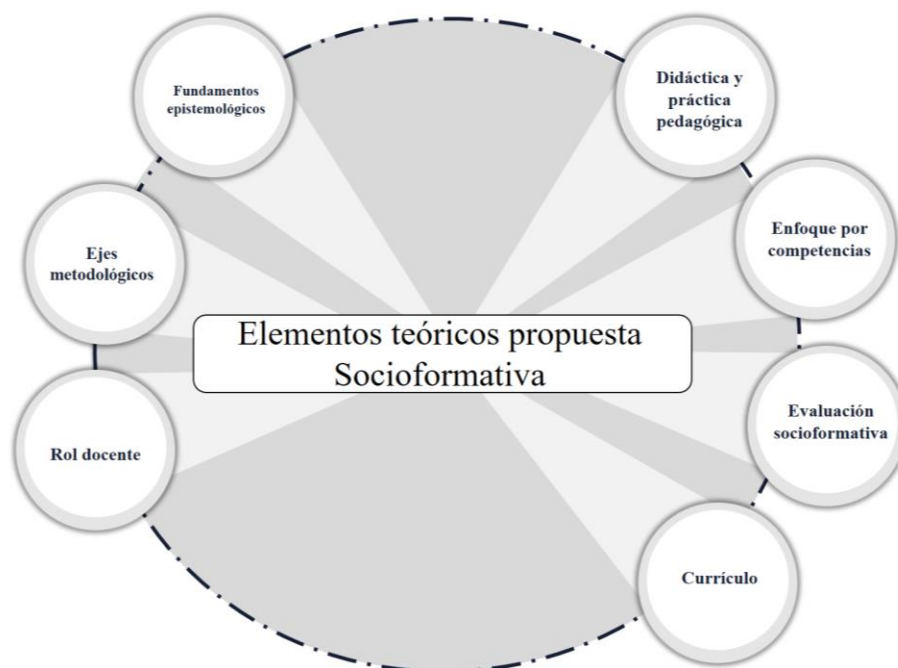 Fundamentos
epistemológicos
Ejes
metodológicos
Rol docente
Elementos teóricos propuesta
Socioformativa
Didáctica y
práctica
pedagógica
Enfoque por
competencias
Evaluación
socioformativa
Currículo